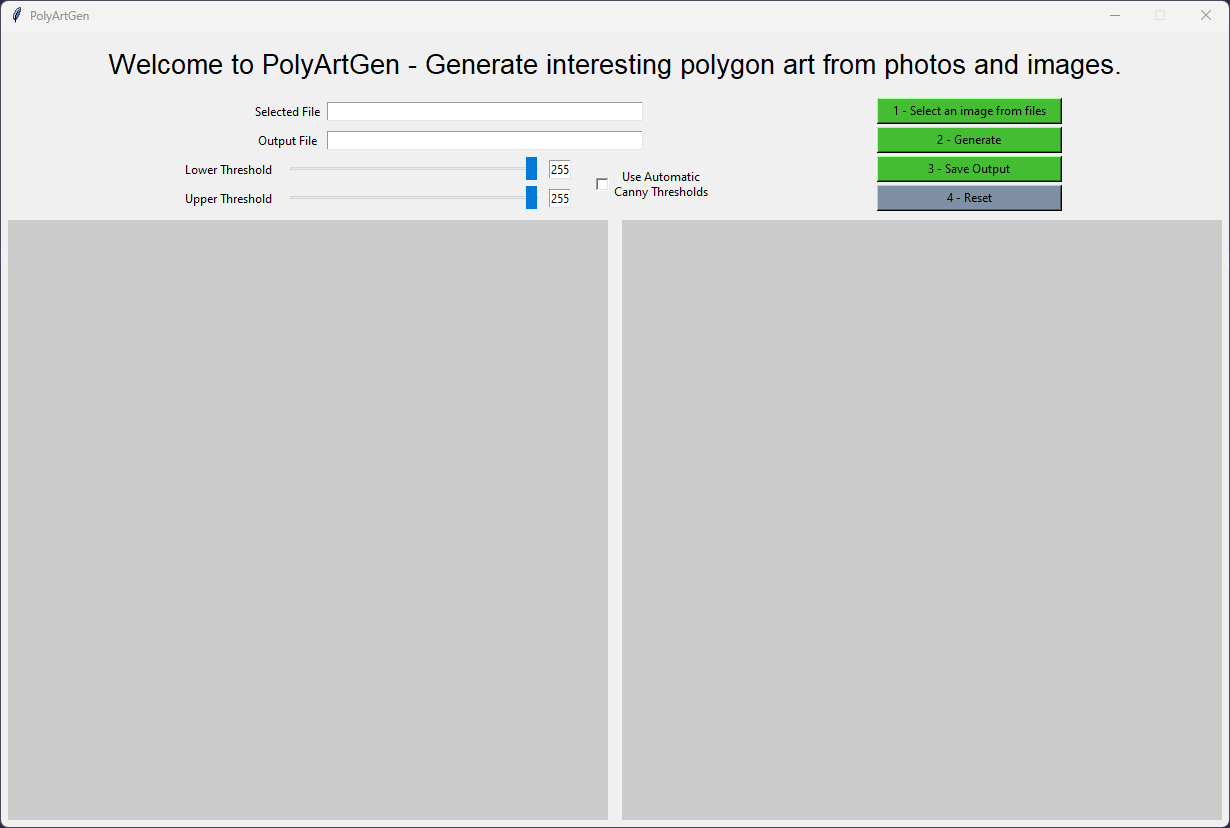 PolyArtGen
Welcome to PolyArtGen - Generate interesting polygon art from photos and images.
Selected File
1 - Select an image from files
Output File
2 - Generate
Lower Threshold
255
Use Automatic
Canny Thresholds
3 - Save Output
Upper Threshold
255
4 - Reset